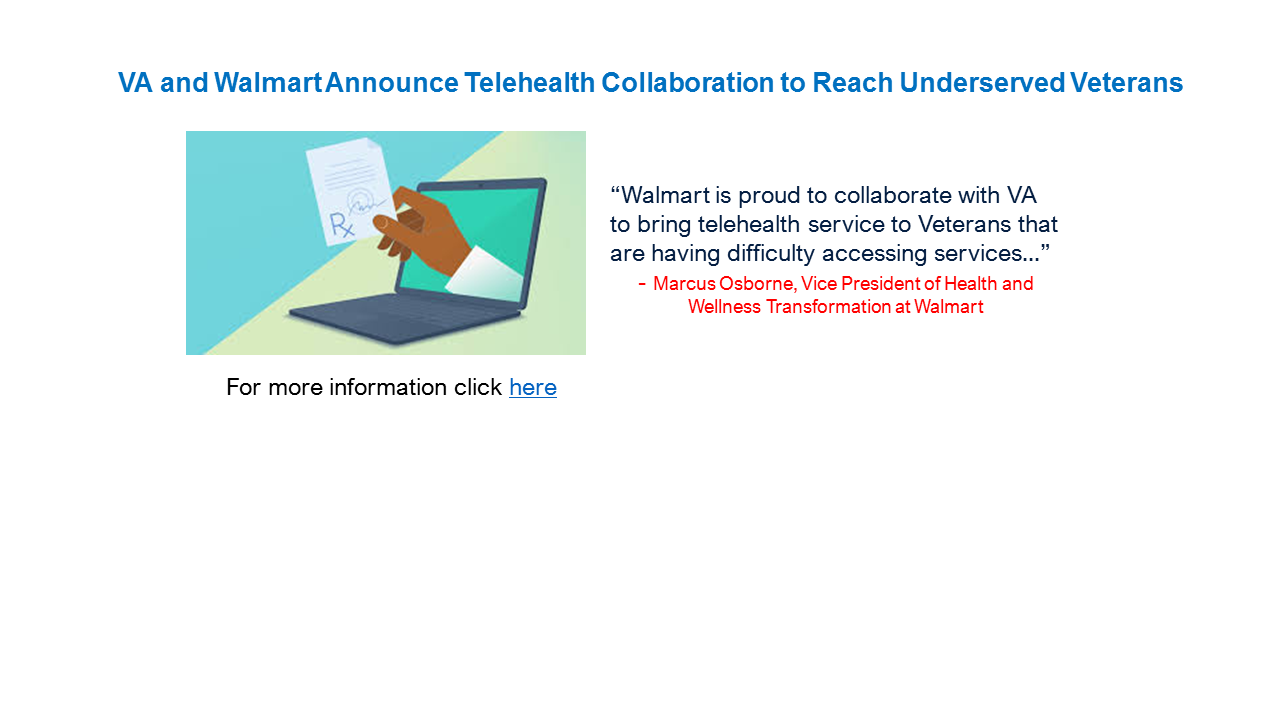 VA and Walmart Announce Telehealth Collaboration to Reach Underserved Veterans
Rx
“Walmart is proud to collaborate with VA
to bring telehealth service to Veterans that
are having difficulty accessing services...”
- Marcus Osborne, Vice President of Health and
Wellness Transformation at Walmart
For more information click here